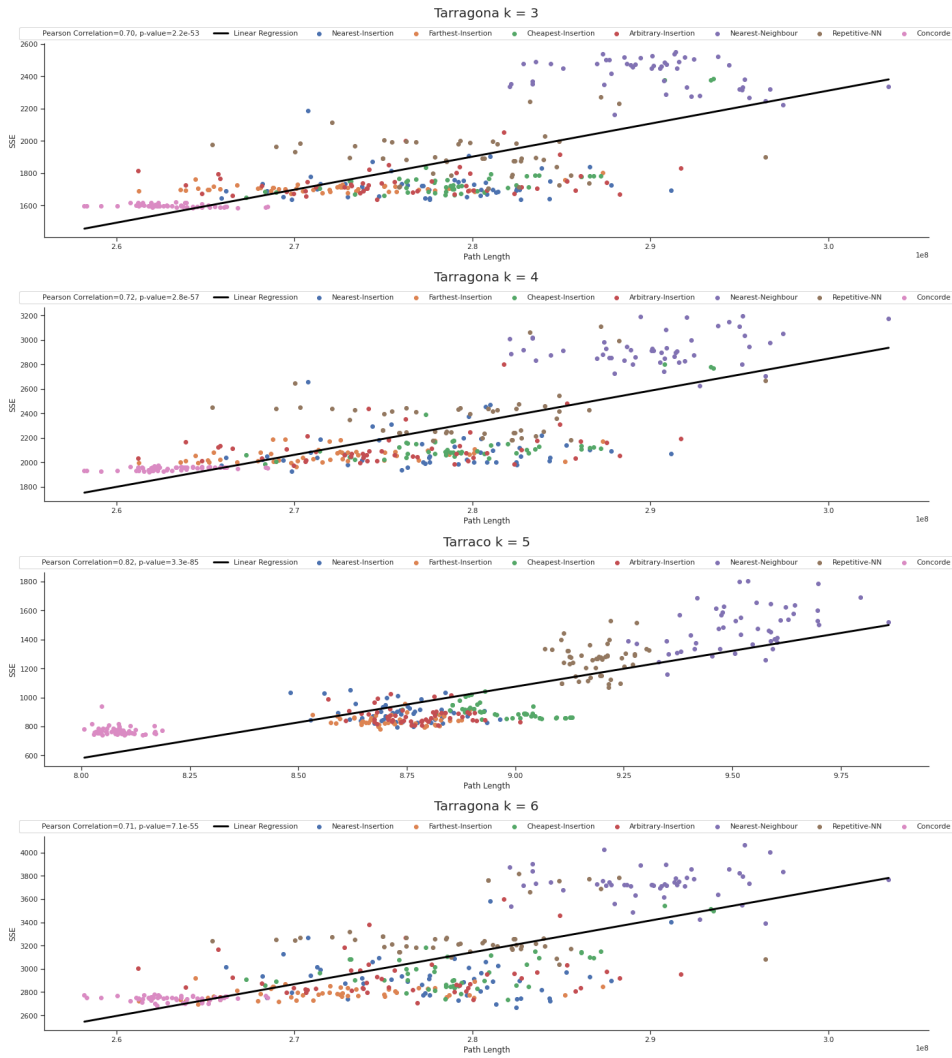 Tarragona k = 3
Pearson Correlation=0.70, p-value=2.2e-53 Linear Regression Nearest-Insertion Farthest-Insertion Cheapest-Insertion Arbitrary-Insertion Nearest-Neighbour Repetitive-NN Concorde
2600
2400
2200
2000
1800
1600
SSE
2.6 2.7 2.8 2.9 3.0
1e8
Path Length
Tarragona k = 4
Pearson Correlation=0.72, p-value=2.8e-57 Linear Regression Nearest-Insertion Farthest-Insertion Cheapest-Insertion Arbitrary-Insertion Nearest-Neighbour Repetitive-NN Concorde
3200
3000
2800
2600
2400
2200
2000
1800
SSE
2.6 2.7 2.8 2.9 3.0
1e8
Path Length
Tarraco k = 5
Pearson Correlation=0.82, p-value=3.3e-85 Linear Regression Nearest-Insertion Farthest-Insertion Cheapest-Insertion Arbitrary-Insertion Nearest-Neighbour Repetitive-NN Concorde
1800
1600
1400
1200
1000
800
600
SSE
8.00 8.25 8.50 8.75 9.00 9.25 9.50 9.75
Path Length
Tarragona k = 6
Pearson Correlation=0.71, p-value=7.1e-55 Linear Regression Nearest-Insertion Farthest-Insertion Cheapest-Insertion Arbitrary-Insertion Nearest-Neighbour Repetitive-NN Concorde
4000
3800
3600
3400
3200
3000
2800
2600
SSE
2.6 2.7 2.8 2.9 3.0
1e8
Path Length